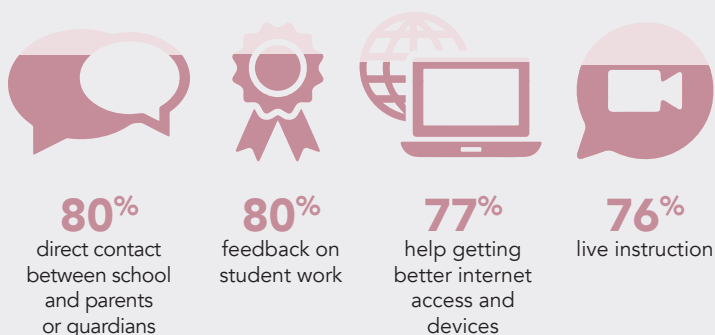 80%
direct contact
between school
and parents
or guardians
80%
feedback on
student work
77%
help getting
better internet
access and
devices
76%
live instruction